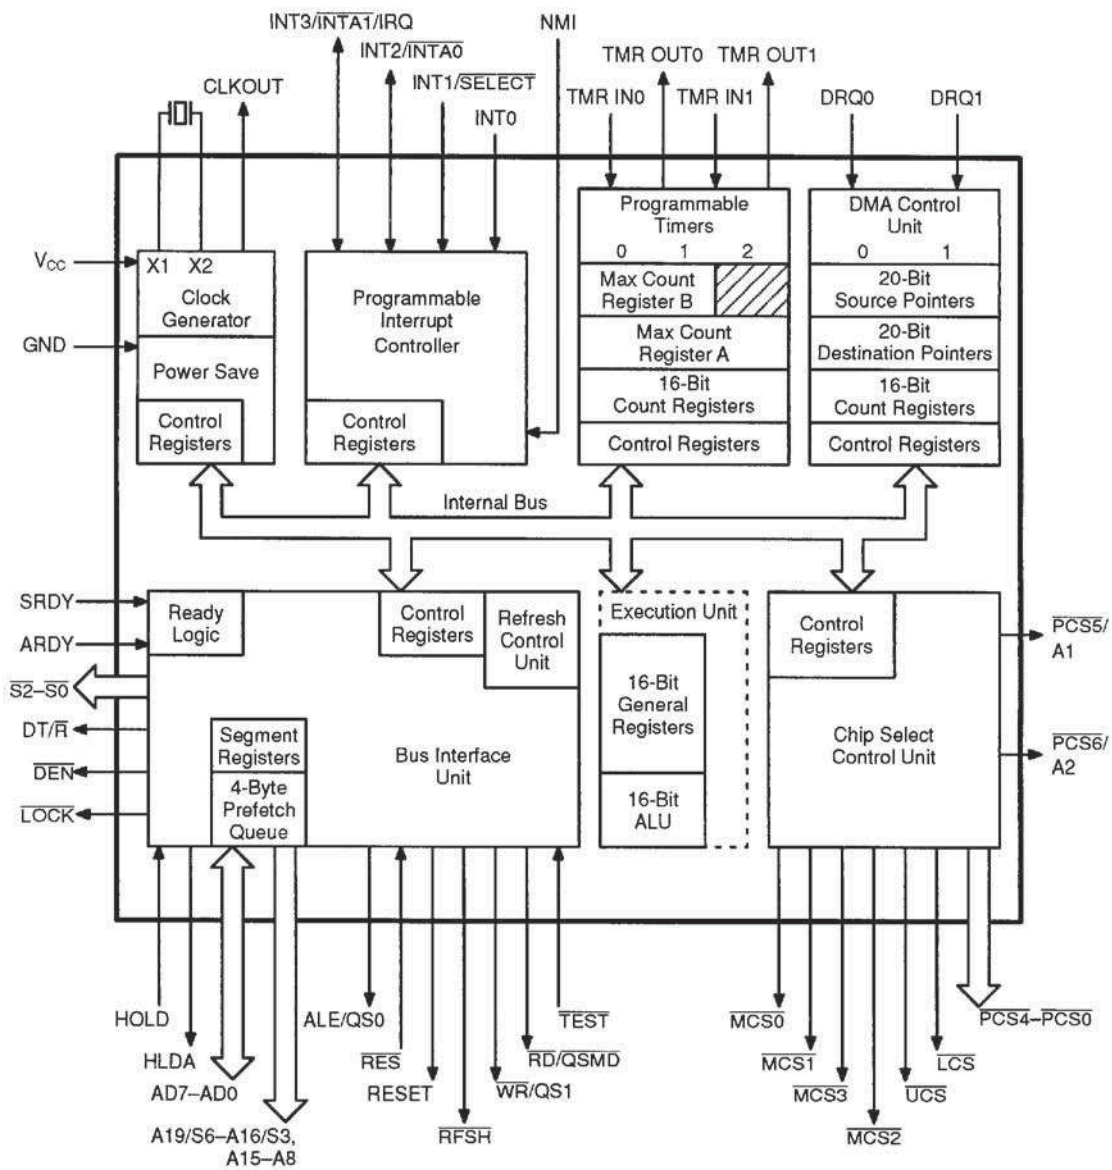 INT3/INTA1/IRQ
NMI
INT2/INTA0
TMR OUT0
TMR OUT1
CLKOUT
INT1/SELECT
TMR IN0
TMR IN1
DRQ0
DRQ1
INT0
Programmable
Timers
0 1 2
DMA Control
Unit
0 1
VCC
X1 X2
Clock
Generator
GND
Power Save
Control
Registers
Programmable
Interrupt
Controller
Control
Registers
Max Count
Register B
Max Count
Register A
16-Bit
Count Registers
Control Registers
20-Bit
Source Pointers
20-Bit
Destination Pointers
16-Bit
Count Registers
Control Registers
Internal Bus
SRDY
ARDY
S2–S0
DT/R
DEN
LOCK
Ready
Logic
Control
Registers
Refresh
Control
Unit
Segment
Registers
4-Byte
Prefetch
Queue
Bus Interface
Unit
Execution Unit
16-Bit
General
Registers
16-Bit
ALU
Control
Registers
Chip Select
Control Unit
PCS5/
A1
PCS6/
A2
HOLD
ALE/QS0
TEST
MCS0
PCS4–PCS0
HLDA
RES
RD/QSMD
MCS1
LCS
AD7–AD0
RESET
WR/QS1
MCS3
UCS
A19/S6–A16/S3,
A15–A8
RFSH
MCS2